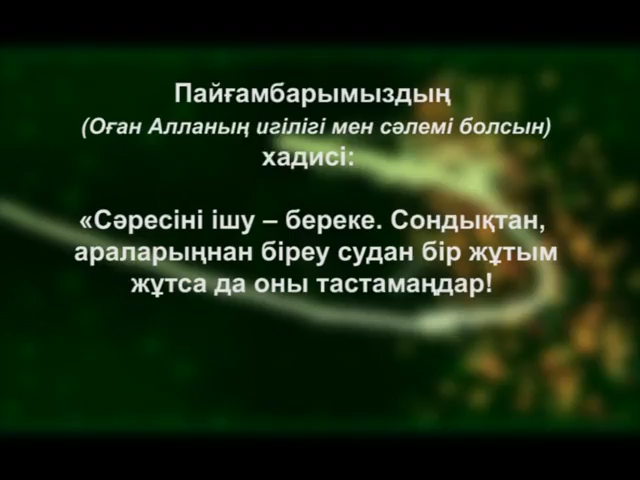 Пайғамбарымыздың
(Оған Алланың игілігі мен сәлемі болсын)
хадисі:
«Сәресіні ішу – береке. Сондықтан,
араларыңнан біреу судан бір жұтым
жұтса да оны тастамаңдар!